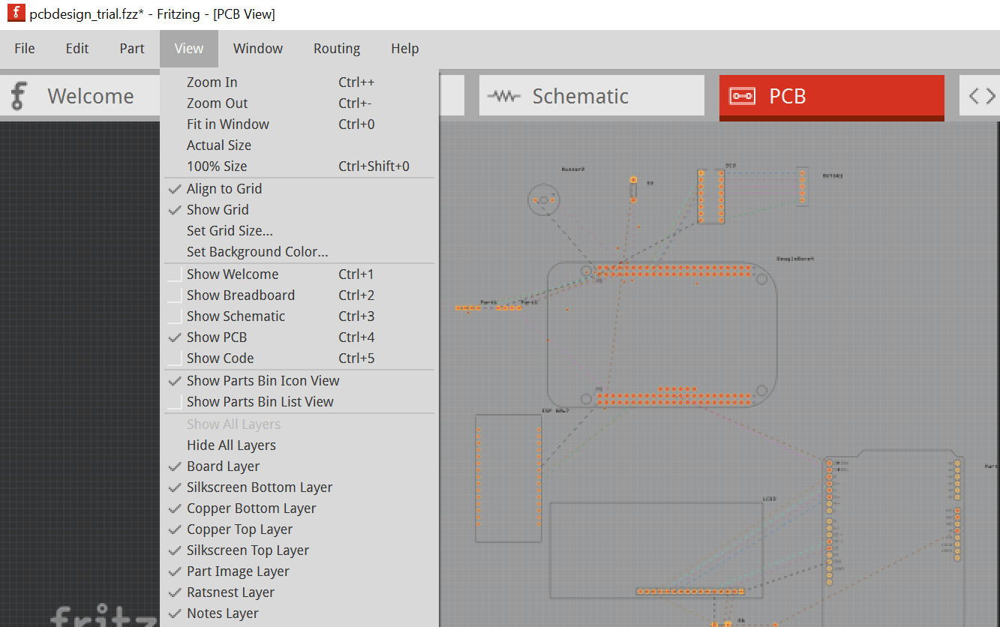 pcbdesign_trial.fzz* - Fritzing - [PCB View]
File Edit Part View Window Routing Help
Welcome Schematic PCB
Zoom In Ctrl++
Zoom Out Ctrl+-
Fit in Window Ctrl+0
Actual Size
100% Size Ctrl+Shift+0
Align to Grid
Show Grid
Set Grid Size...
Set Background Color...
Show Welcome Ctrl+1
Show Breadboard Ctrl+2
Show Schematic Ctrl+3
Show PCB Ctrl+4
Show Code Ctrl+5
Show Parts Bin Icon View
Show Parts Bin List View
Show All Layers
Hide All Layers
Board Layer
Silkscreen Bottom Layer
Copper Bottom Layer
Copper Top Layer
Silkscreen Top Layer
Part Image Layer
Ratsnest Layer
Notes Layer